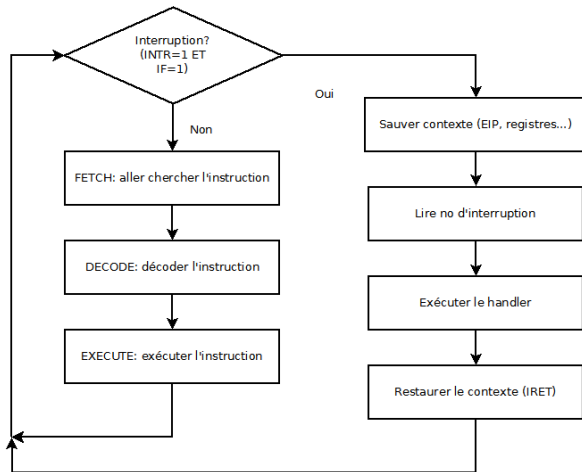 Interruption?
(INTR=1 ET
IF=1)
Oui
Non
Sauver contexte (EIP, registres...)
FETCH: aller chercher l'instruction
Lire no d'interruption
DECODE: décoder l'instruction
Exécuter le handler
EXECUTE: exécuter l'instruction
Restaurer le contexte (IRET)